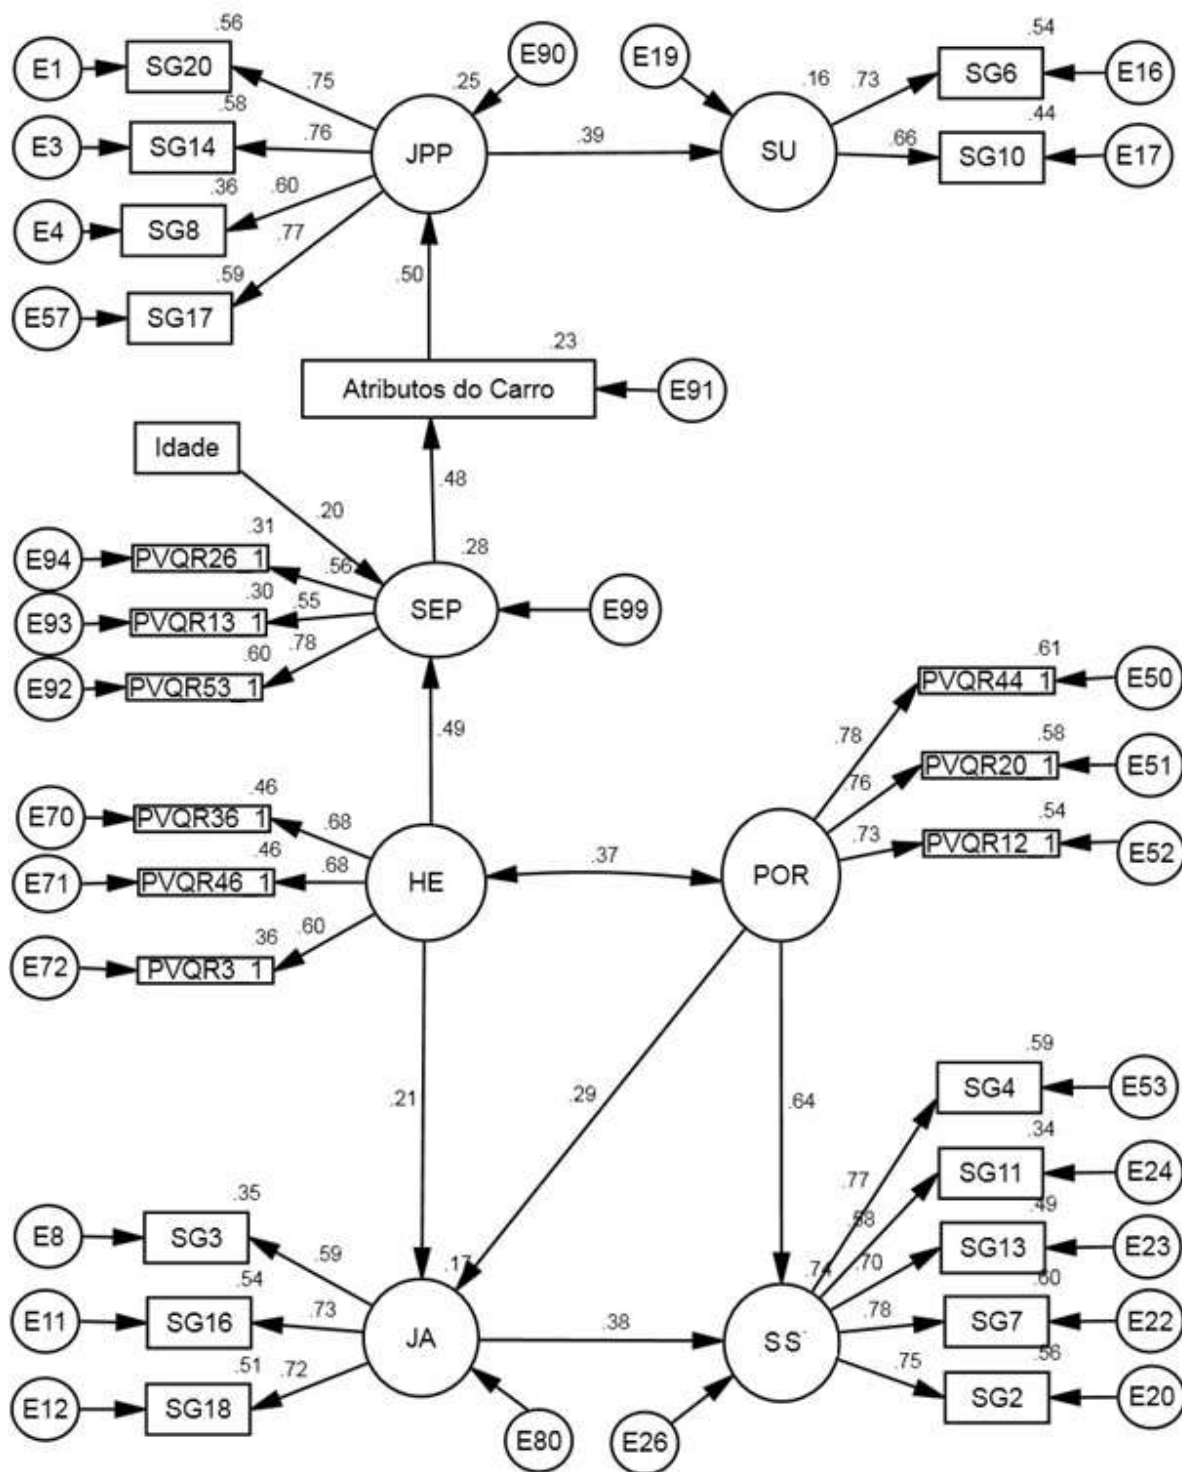 .56
E1
SG20
.75
.25
E90
E19
.16
.73
.54
SG6
E16
.58
E3
SG14
.76
JPP
.39
SU
.66
.44
SG10
E17
.36
.60
E4
SG8
.77
.59
E57
SG17
.50
.23
Atributos do Carro
E91
Idade
.48
.20
.31
.28
E94
PVQR26_1
.56
.30
.55
E93
PVQR13_1
SEP
E99
.60
.78
E92
PVQR53_1
.61
PVQR44_1
E50
.49
.78
.58
.76
PVQR20_1
E51
.46
E70
PVQR36_1
.68
.73
.54
PVQR12_1
E52
.46
.68
E71
PVQR46_1
HE
.37
POR
.36
.60
E72
PVQR3_1
.59
SG4
E53
.21
.29
.64
.34
.77
SG11
E24
.35
.58
.49
E8
SG3
.59
.17
.74
.70
SG13
E23
.54
.60
E11
SG16
.73
JA
.38
SS
.78
SG7
E22
.51
.72
.75
.56
E12
SG18
SG2
E20
E80
E26